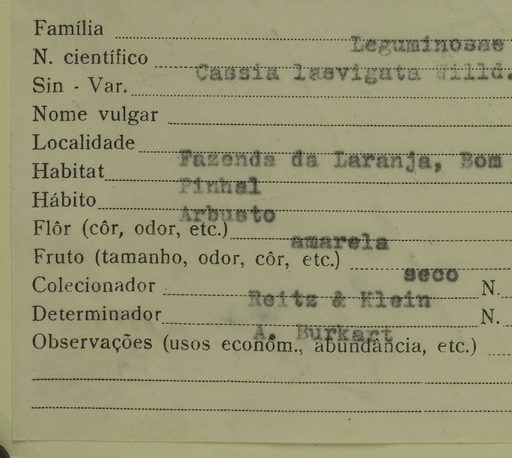 Família
Leguminosae
N. científico
Cassia laevigata Willd.
Sin - Var.
Nome vulgar
Localidade
Fazenda da Laranja, Bom
Habitat
Pinhal
Hábito
Arbusto
Flôr (côr, odor, etc.)
amarela
Fruto (tamanho, odor, côr, etc.)
seco
Colecionador N.
Reitz & Klein
Determinador N.
A. Burkart
Observações (usos econôm., abundância, etc.)